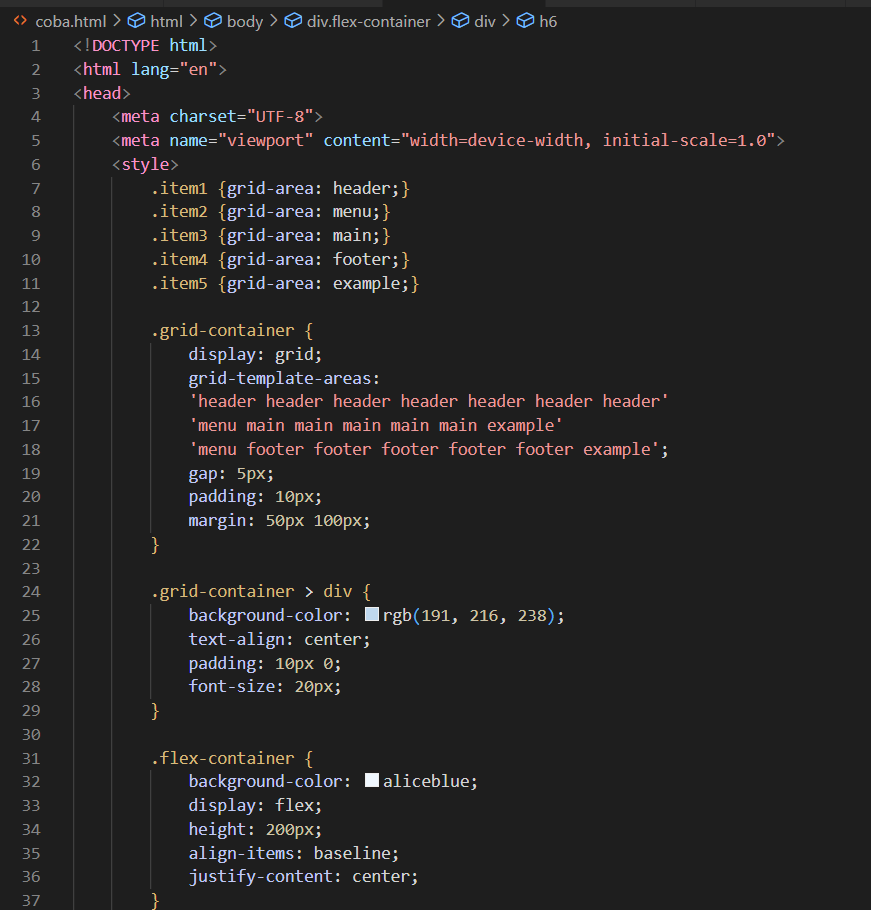 coba.html > html > body > div.flex-container > div > h6
1 <!DOCTYPE html>
2 <html lang="en">
3 <head>
4 <meta charset="UTF-8">
5 <meta name="viewport" content="width=device-width, initial-scale=1.0">
6 <style>
7 .item1 {grid-area: header;}
8 .item2 {grid-area: menu;}
9 .item3 {grid-area: main;}
10 .item4 {grid-area: footer;}
11 .item5 {grid-area: example;}
12
13 .grid-container {
14 display: grid;
15 grid-template-areas:
16 'header header header header header header header'
17 'menu main main main main main example'
18 'menu footer footer footer footer footer example';
19 gap: 5px;
20 padding: 10px;
21 margin: 50px 100px;
22 }
23
24 .grid-container > div {
25 background-color: rgb(191, 216, 238);
26 text-align: center;
27 padding: 10px 0;
28 font-size: 20px;
29 }
30
31 .flex-container {
32 background-color: aliceblue;
33 display: flex;
34 height: 200px;
35 align-items: baseline;
36 justify-content: center;
37 }